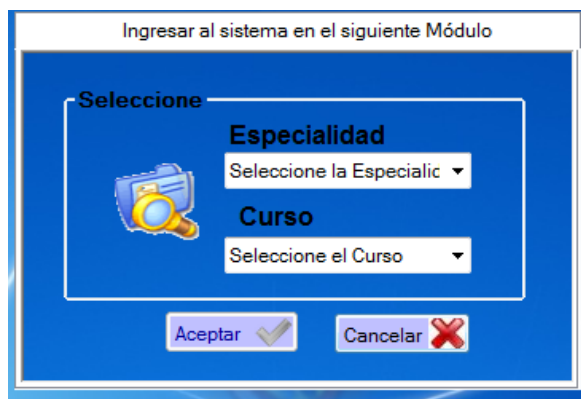 Ingresar al sistema en el siguiente Módulo
Seleccione
Especialidad
Seleccione la Especialic
Curso
Seleccione el Curso
Aceptar
Cancelar